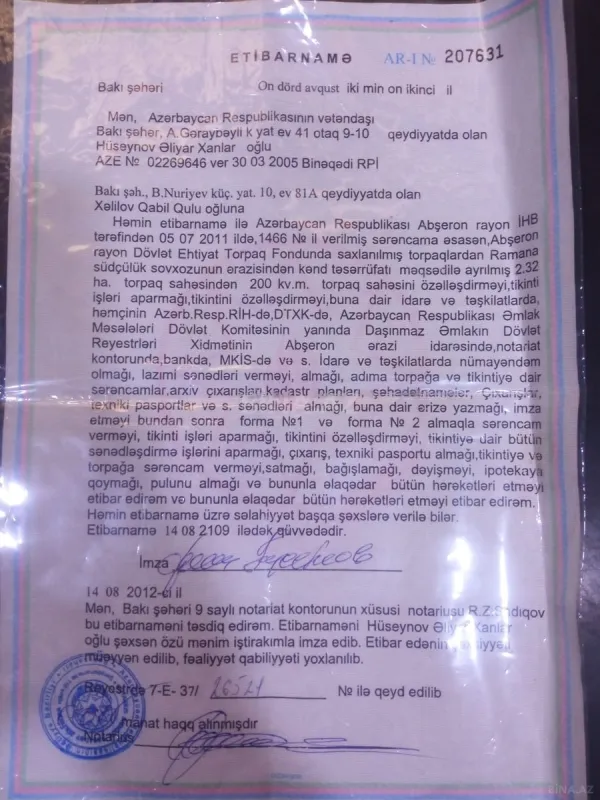 ETİBARNAMƏ AR-I № 207631
Bakı şəhəri On dörd avqust iki min on ikinci il
Mən, Azərbaycan Respublikasının vətəndaşı
Bakı şəhər, A.Gəraybəyli k yat ev 41 otaq 9-10 qeydiyyatda olan
Hüseynov Əliyar Xanlar oğlu
AZE № 02269646 ver 30 03 2005 Binəqədi RPİ
Bakı şəh., B.Nuriyev küç. yat. 10, ev 81A qeydiyyatda olan
Xəlilov Qabil Qulu oğluna
Həmin etibarnamə ilə Azərbaycan Respublikası Abşeron rayon İHB
tərəfindən 05 07 2011 ildə,1466 № il verilmiş sərəncama əsasən,Abşeron
rayon Dövlət Ehtiyat Torpaq Fondunda saxlanılmış torpaqlardan Ramana
südçülük sovxozunun ərazisindən kənd təsərrüfatı məqsədilə ayrılmış 2.32
ha. torpaq sahəsindən 200 kv.m. torpaq sahəsini özəlləşdirməyi,tikinti
işləri aparmağı,tikintini özəlləşdirməyi,buna dair idarə və təşkilatlarda,
həmçinin Azərb.Resp.RİH-də,DTXK-də, Azərbaycan Respublikası Əmlak
Məsələləri Dövlət Komitəsinin yanında Daşınmaz Əmlakın Dövlət
Reyestrləri Xidmətinin Abşeron ərazi idarəsində,notariat
kontorunda,bankda, MKİS-də və s. İdarə və təşkilatlarda nümayəndəm
olmağı, lazımi sənədləri verməyi, almağı, adıma torpağa və tikintiyə dair
sərəncamlar,arxiv çıxarışları,kadastr planları, şəhadətnamələr, Çıxarışlar,
texniki pasportlar və s. sənədləri almağı, buna dair ərizə yazmağı, imza
etməyi bundan sonra forma №1 və forma № 2 almaqla sərəncam
verməyi, tikinti işləri aparmağı, tikintini özəlləşdirməyi, tikintiyə dair bütün
sənədləşdirmə işlərini aparmağı, çıxarış, texniki pasportu almağı,tikintiyə və
torpağa sərəncam verməyi,satmağı, bağışlamağı, dəyişməyi, ipotekaya
qoymağı, pulunu almağı və bununla əlaqədar bütün hərəkətləri etməyi
etibar edirəm və bununla əlaqədar bütün hərəkətləri etməyi etibar edirəm.
Həmin etibarnamə üzrə səlahiyyət başqa şəxslərə verilə bilər.
Etibarnamə 14 08 2109 ilədək qüvvədədir.
İmza
14 08 2012-ci il
Mən, Bakı şəhəri 9 saylı notariat kontorunun xüsusi notariusu R.Z.Sadıqov
bu etibarnaməni təsdiq edirəm. Etibarnaməni Hüseynov Əliyar Xanlar
oğlu şəxsən özü mənim iştirakımla imza edib. Etibar edənin şəxsiyyəti
müəyyən edilib, fəaliyyət qabiliyyəti yoxlanılıb.
Reyestrdə 7-E- 37/ 26521 № ilə qeyd edilib
manat haqq alınmışdır
Notarius
BİNA.AZ